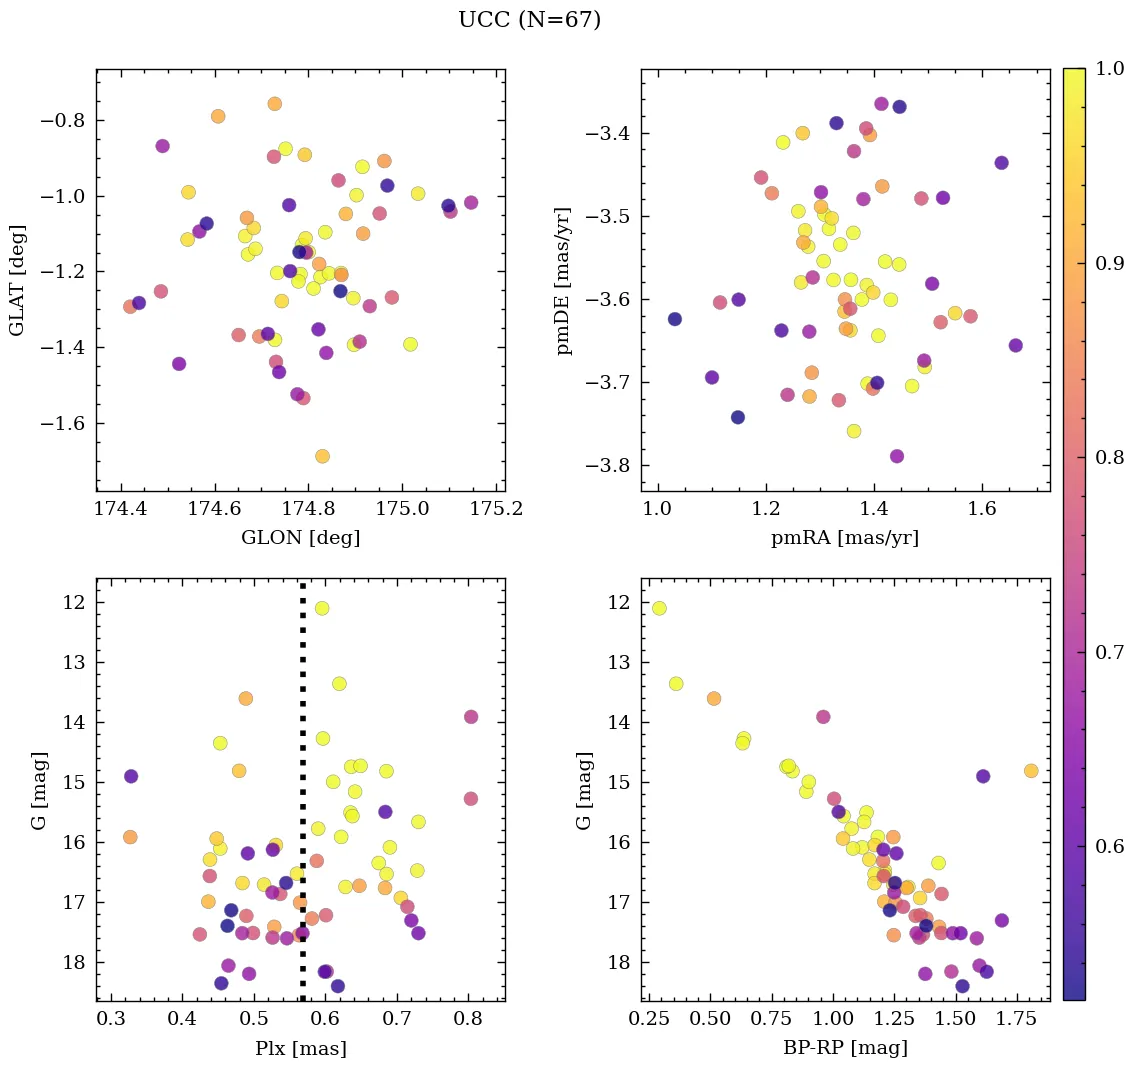 UCC (N=67)
−0.8
−1.0
−1.2
−1.4
−1.6
GLAT [deg]
174.4 174.6 174.8 175.0 175.2
GLON [deg]
−3.4
−3.5
−3.6
−3.7
−3.8
pmDE [mas/yr]
1.0 1.2 1.4 1.6
pmRA [mas/yr]
1.0
0.9
0.8
0.7
0.6
12
13
14
15
16
17
18
G [mag]
0.3 0.4 0.5 0.6 0.7 0.8
Plx [mas]
12
13
14
15
16
17
18
G [mag]
0.25 0.50 0.75 1.00 1.25 1.50 1.75
BP-RP [mag]